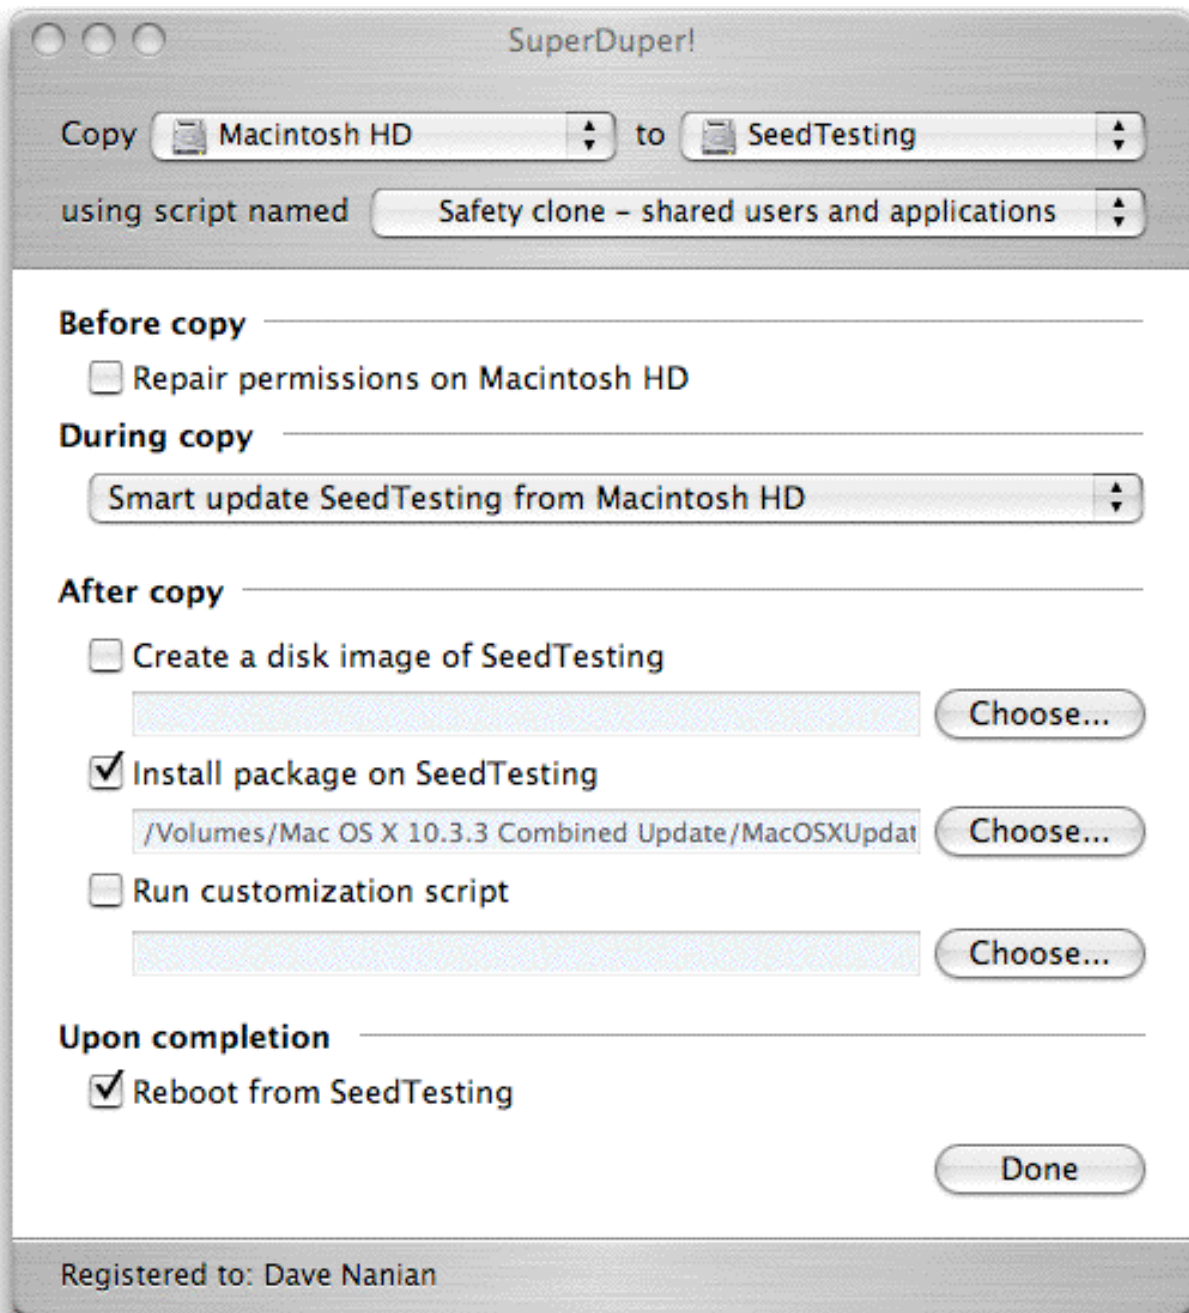 SuperDuper!
Copy Macintosh HD to SeedTesting
using script named Safety clone – shared users and applications
Before copy
Repair permissions on Macintosh HD
During copy
Smart update SeedTesting from Macintosh HD
After copy
Create a disk image of SeedTesting
Choose...
Install package on SeedTesting
/Volumes/Mac OS X 10.3.3 Combined Update/MacOSXUpdat Choose...
Run customization script
Choose...
Upon completion
Reboot from SeedTesting
Done
Registered to: Dave Nanian